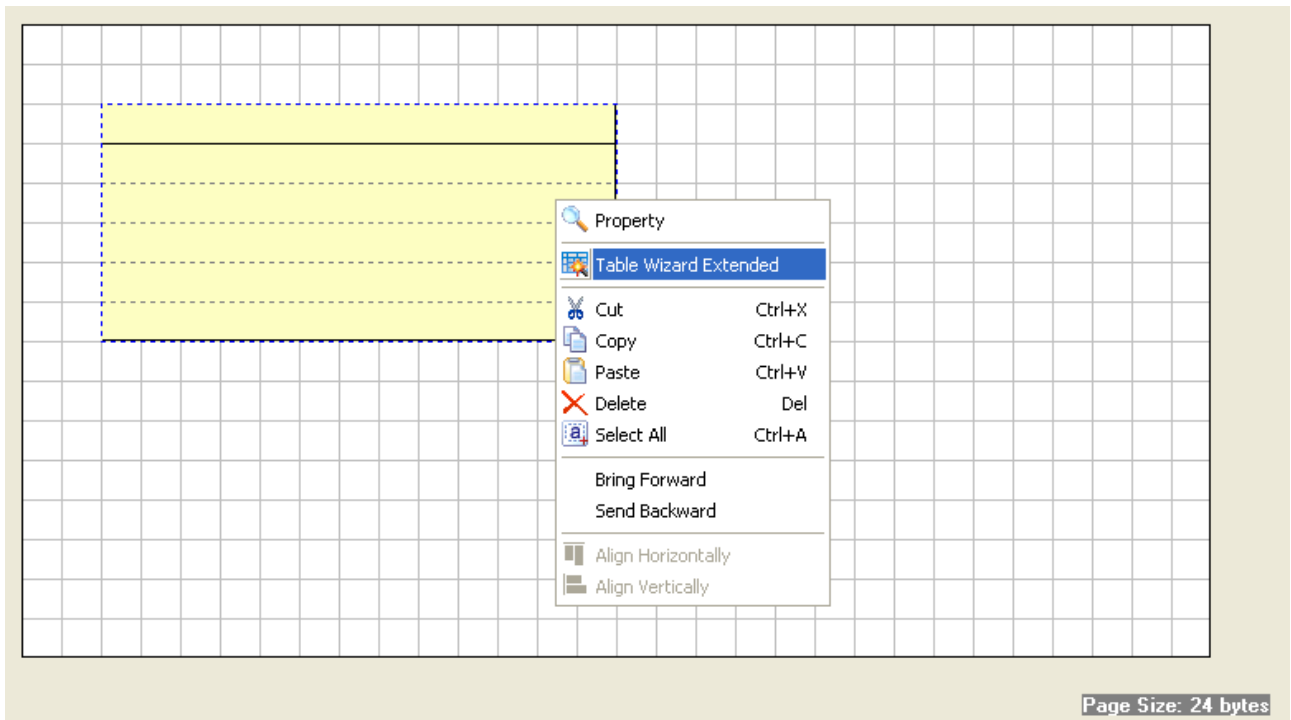 Property
Table Wizard Extended
Cut Ctrl+X
Copy Ctrl+C
Paste Ctrl+V
Delete Del
Select All Ctrl+A
Bring Forward
Send Backward
Align Horizontally
Align Vertically
Page Size: 24 bytes